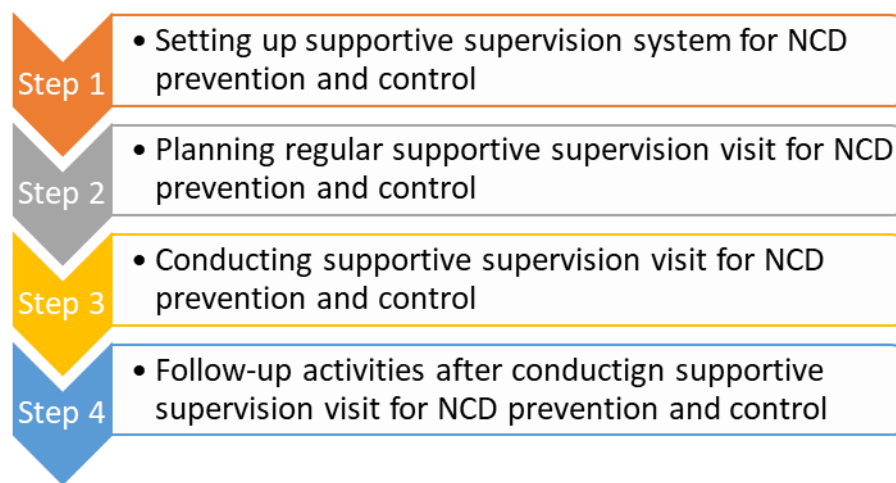 Step 1
• Setting up supportive supervision system for NCD
prevention and control
Step 2
• Planning regular supportive supervision visit for NCD
prevention and control
Step 3
• Conducting supportive supervision visit for NCD
prevention and control
Step 4
• Follow-up activities after conductign supportive
supervision visit for NCD prevention and control